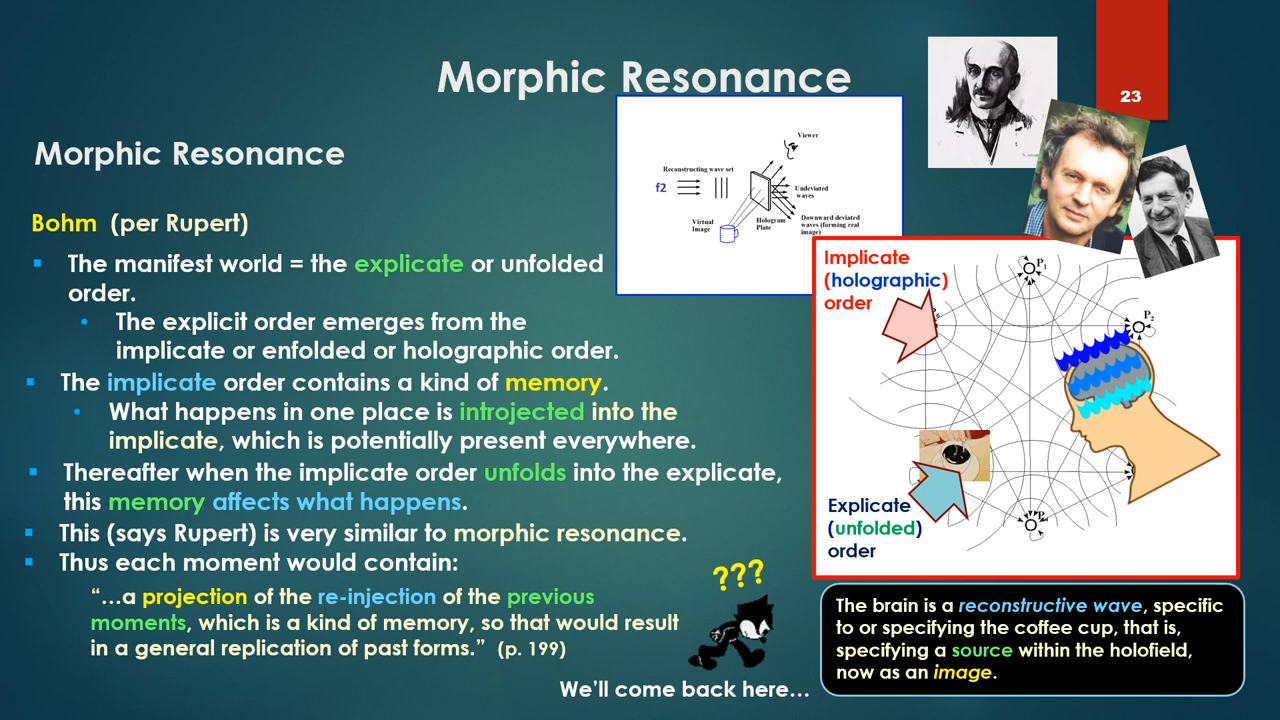 Morphic Resonance
23
Morphic Resonance
Bohm (per Rupert)
The manifest world = the explicate or unfolded
order.
The explicit order emerges from the
implicate or enfolded or holographic order.
The implicate order contains a kind of memory.
What happens in one place is introjected into the
implicate, which is potentially present everywhere.
Thereafter when the implicate order unfolds into the explicate,
this memory affects what happens.
This (says Rupert) is very similar to morphic resonance.
Thus each moment would contain:
“…a projection of the re-injection of the previous
moments, which is a kind of memory, so that would result
in a general replication of past forms.” (p. 199)
???
We’ll come back here…
Viewer
Reconstructing wave set
f2
Undeviated
waves
Virtual
Image
Hologram
Plate
Downward deviated
waves (forming real
image)
Implicate
(holographic)
order
P1
P2
Explicate
(unfolded)
order
The brain is a reconstructive wave, specific
to or specifying the coffee cup, that is,
specifying a source within the holofield,
now as an image.